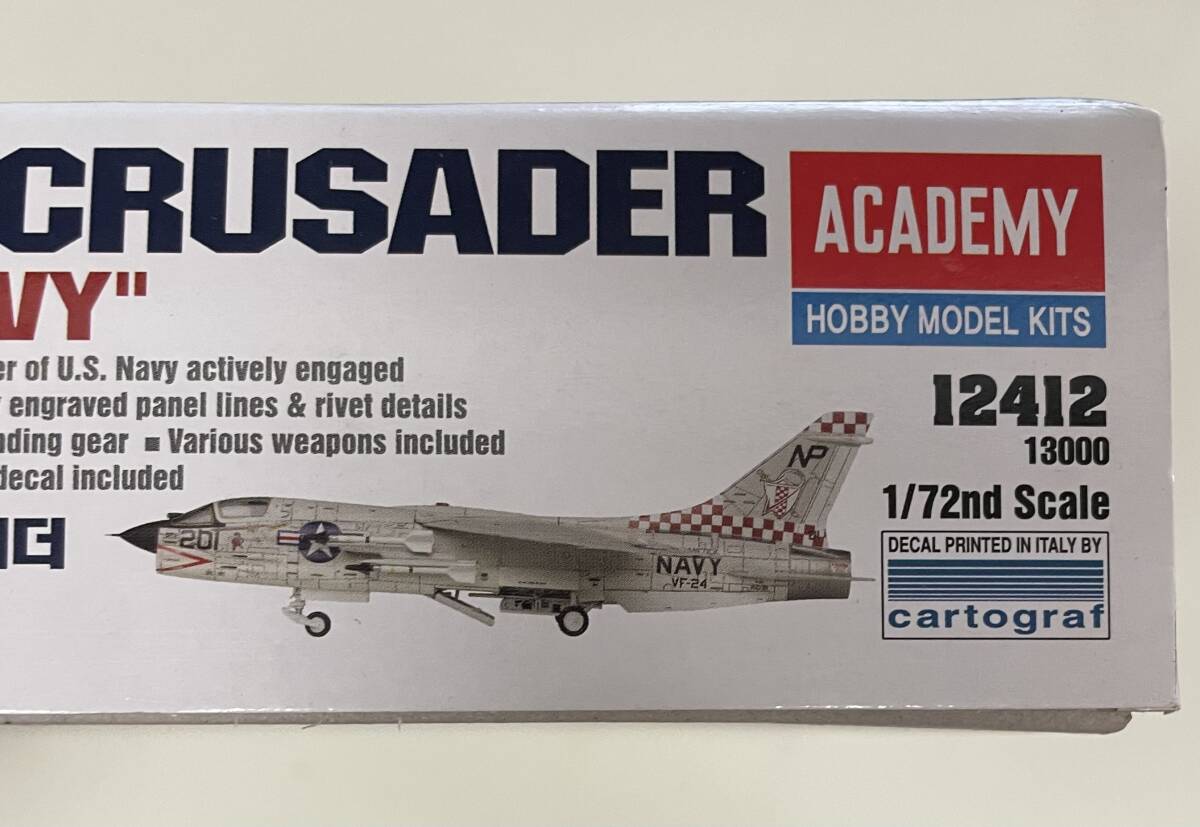 CRUSADER
VY"
er of U.S. Navy actively engaged
engraved panel lines & rivet details
nding gear ■ Various weapons included
decal included
터
ACADEMY
HOBBY MODEL KITS
12412
13000
1/72nd Scale
DECAL PRINTED IN ITALY BY
cartograf
NP
201
NAVY
VF-24